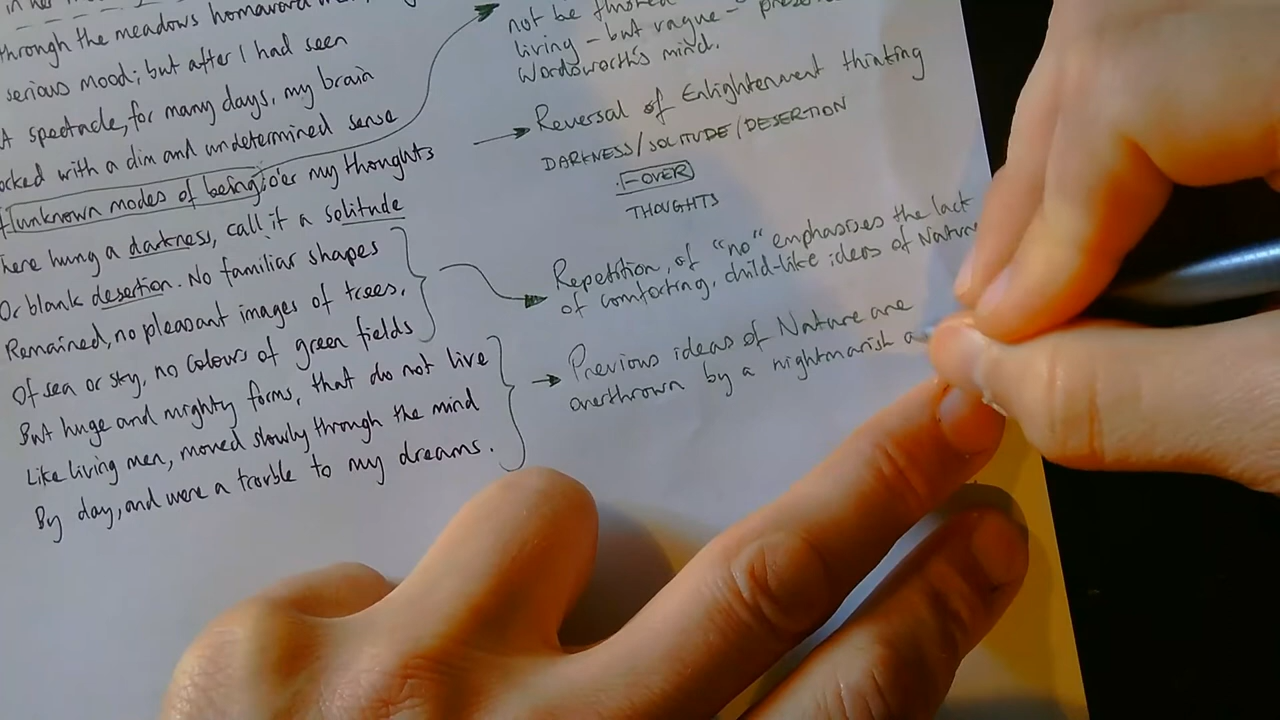 through the meadows homeward
serious mood; but after I had seen
A spectacle, for many days, my brain
ocked with a dim and undetermined sense
unknown modes of being; o'er my thoughts
There hung a darkness, call it a solitude
Or blank desertion. No familiar shapes
Remained, no pleasant images of trees,
Of sea or sky, no colours of green fields
But huge and mighty forms, that do not live
Like living men, moved slowly through the mind
By day, and were a trouble to my dreams.
not be
living - but vague -
Wordsworth's mind.
Reversal of Enlightenment thinking
DARKNESS/SOLITUDE/DESERTION
OVER
THOUGHTS
Repetition of "no" emphasises the lack
of comforting, child-like ideas of Nature
Previous ideas of Nature are
overthrown by a nightmarish a